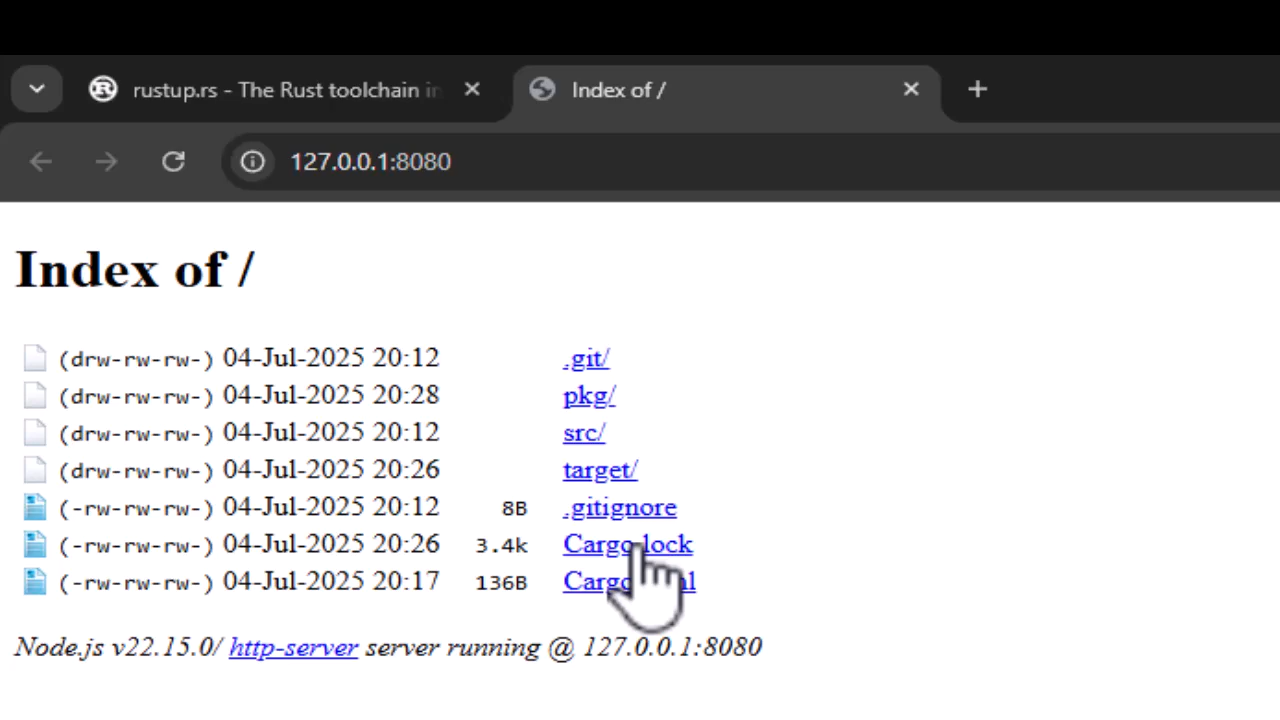 rustup.rs - The Rust toolchain in
Index of /
127.0.0.1:8080
Index of /
(drw-rw-rw-) 04-Jul-2025 20:12 .git/
(drw-rw-rw-) 04-Jul-2025 20:28 pkg/
(drw-rw-rw-) 04-Jul-2025 20:12 src/
(drw-rw-rw-) 04-Jul-2025 20:26 target/
(-rw-rw-rw-) 04-Jul-2025 20:12 8B .gitignore
(-rw-rw-rw-) 04-Jul-2025 20:26 3.4k Cargo.lock
(-rw-rw-rw-) 04-Jul-2025 20:17 136B
Node.js v22.15.0/ http-server server running @ 127.0.0.1:8080